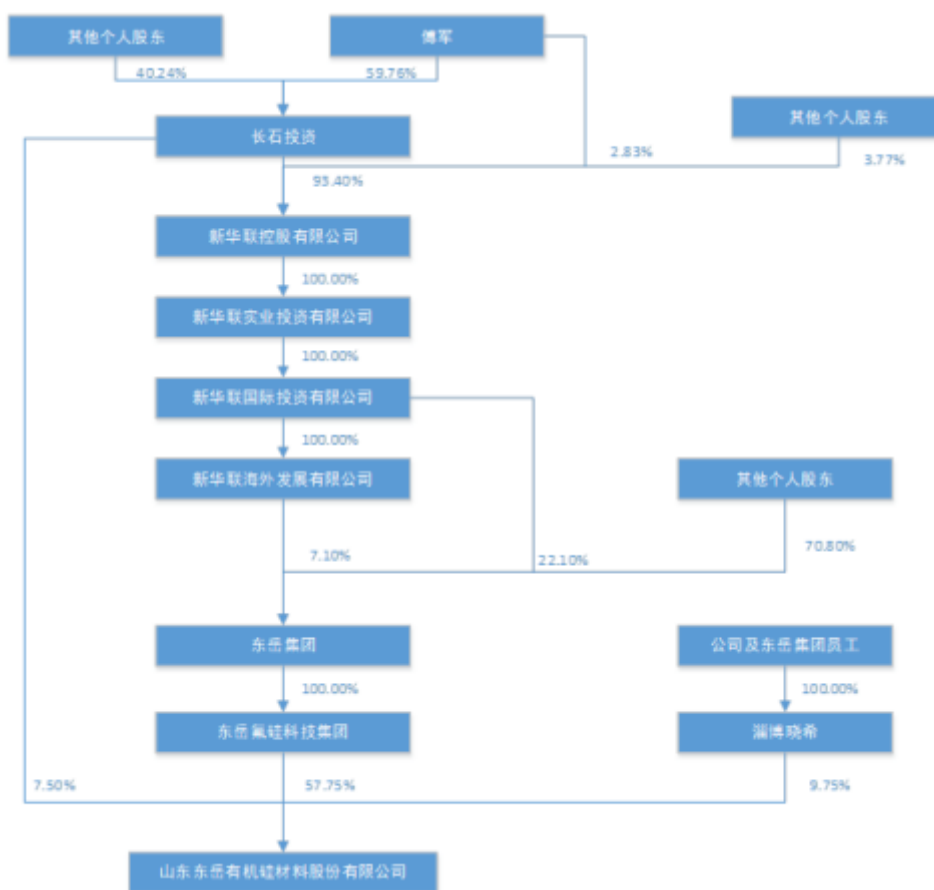 其他个人股东
傅军
40.24%
59.76%
其他个人股东
长石投资
2.83%
3.77%
93.40%
新华联控股有限公司
100.00%
新华联实业投资有限公司
100.00%
新华联国际投资有限公司
100.00%
新华联海外发展有限公司
其他个人股东
7.10%
22.10%
70.80%
东岳集团
公司及东岳集团员工
100.00%
100.00%
东岳氟硅科技集团
淄博晓希
7.50%
57.75%
9.75%
山东东岳有机硅材料股份有限公司